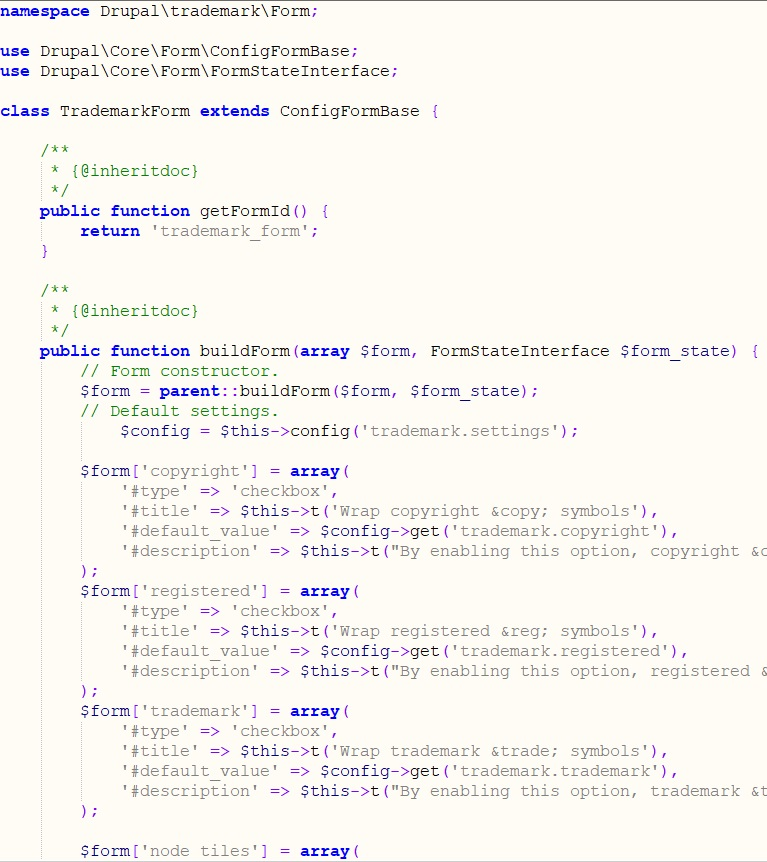 namespace Drupal\trademark\Form;
use Drupal\Core\Form\ConfigFormBase;
use Drupal\Core\Form\FormStateInterface;
class TrademarkForm extends ConfigFormBase {
/**
* {@inheritdoc}
*/
public function getFormId() {
return 'trademark_form';
}
/**
* {@inheritdoc}
*/
public function buildForm(array $form, FormStateInterface $form_state) {
// Form constructor.
$form = parent::buildForm($form, $form_state);
// Default settings.
$config = $this->config('trademark.settings');
$form['copyright'] = array(
'#type' => 'checkbox',
'#title' => $this->t('Wrap copyright &copy; symbols'),
'#default_value' => $config->get('trademark.copyright'),
'#description' => $this->t("By enabling this option, copyright &c
);
$form['registered'] = array(
'#type' => 'checkbox',
'#title' => $this->t('Wrap registered &reg; symbols'),
'#default_value' => $config->get('trademark.registered'),
'#description' => $this->t("By enabling this option, registered &
);
$form['trademark'] = array(
'#type' => 'checkbox',
'#title' => $this->t('Wrap trademark &trade; symbols'),
'#default_value' => $config->get('trademark.trademark'),
'#description' => $this->t("By enabling this option, trademark &t
);
$form['node tiles'] = array(